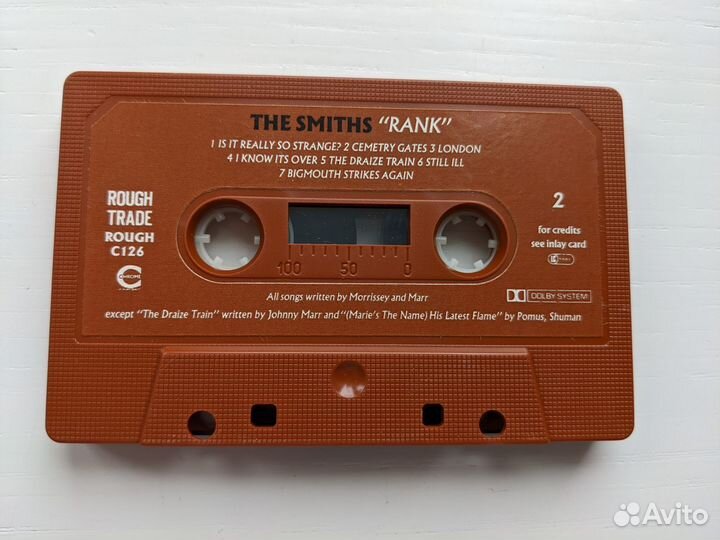 THE SMITHS "RANK"
1 IS IT REALLY SO STRANGE? 2 CEMETRY GATES 3 LONDON
4 I KNOW ITS OVER 5 THE DRAIZE TRAIN 6 STILL ILL
7 BIGMOUTH STRIKES AGAIN
ROUGH
TRADE
ROUGH
C126
CHROME
2
for credits
see inlay card
100 50 0
All songs written by Morrissey and Marr
DOLBY SYSTEM
except "The Draize Train" written by Johnny Marr and "(Marie's The Name) His Latest Flame" by Pomus, Shuman
Avito